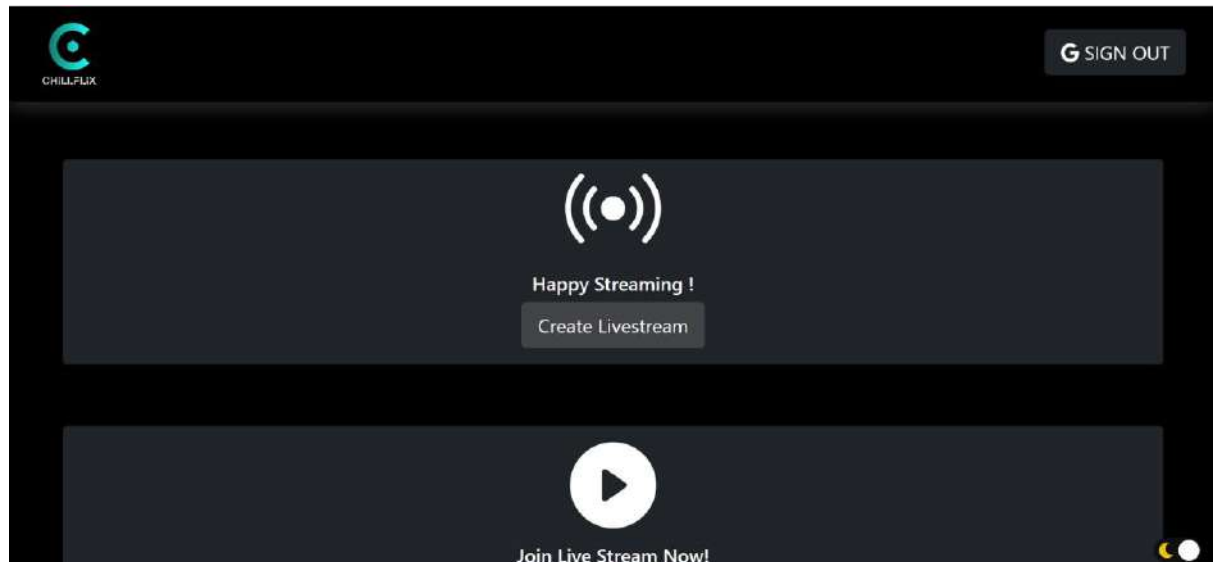 CHILLFLIX
G SIGN OUT
Happy Streaming !
Create Livestream
Join Live Stream Now!